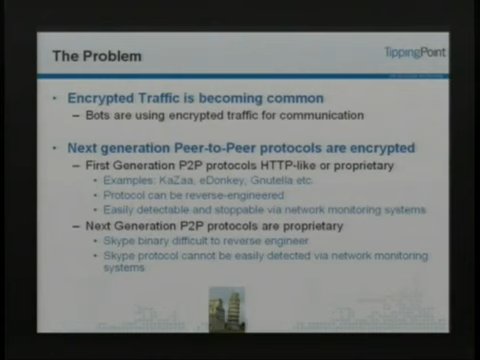 The Problem
TippingPoint
Encrypted Traffic is becoming common
– Bots are using encrypted traffic for communication
Next generation Peer-to-Peer protocols are encrypted
– First Generation P2P protocols HTTP-like or proprietary
• Examples: KaZaa, eDonkey, Gnutella etc.
• Protocol can be reverse-engineered
• Easily detectable and stoppable via network monitoring systems
– Next Generation P2P protocols are proprietary
• Skype binary difficult to reverse engineer
• Skype protocol cannot be easily detected via network monitoring
systems